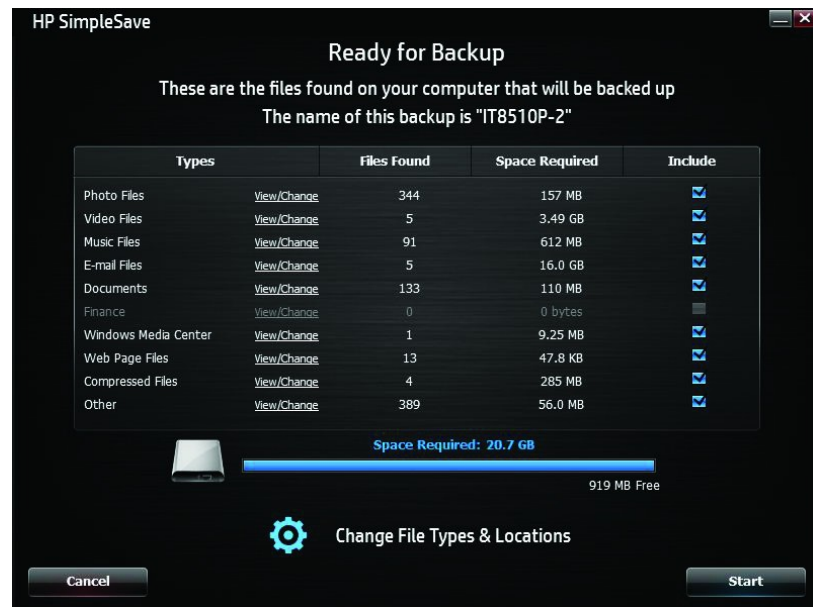 HP SimpleSave
Ready for Backup
These are the files found on your computer that will be backed up
The name of this backup is "IT8510P-2"
Types Files Found Space Required Include
Photo Files View/Change 344 157 MB
Video Files View/Change 5 3.49 GB
Music Files View/Change 91 612 MB
E-mail Files View/Change 5 16.0 GB
Documents View/Change 133 110 MB
Finance View/Change 0 0 bytes
Windows Media Center View/Change 1 9.25 MB
Web Page Files View/Change 13 47.8 KB
Compressed Files View/Change 4 285 MB
Other View/Change 389 56.0 MB
Space Required: 20.7 GB
919 MB Free
Change File Types & Locations
Cancel Start